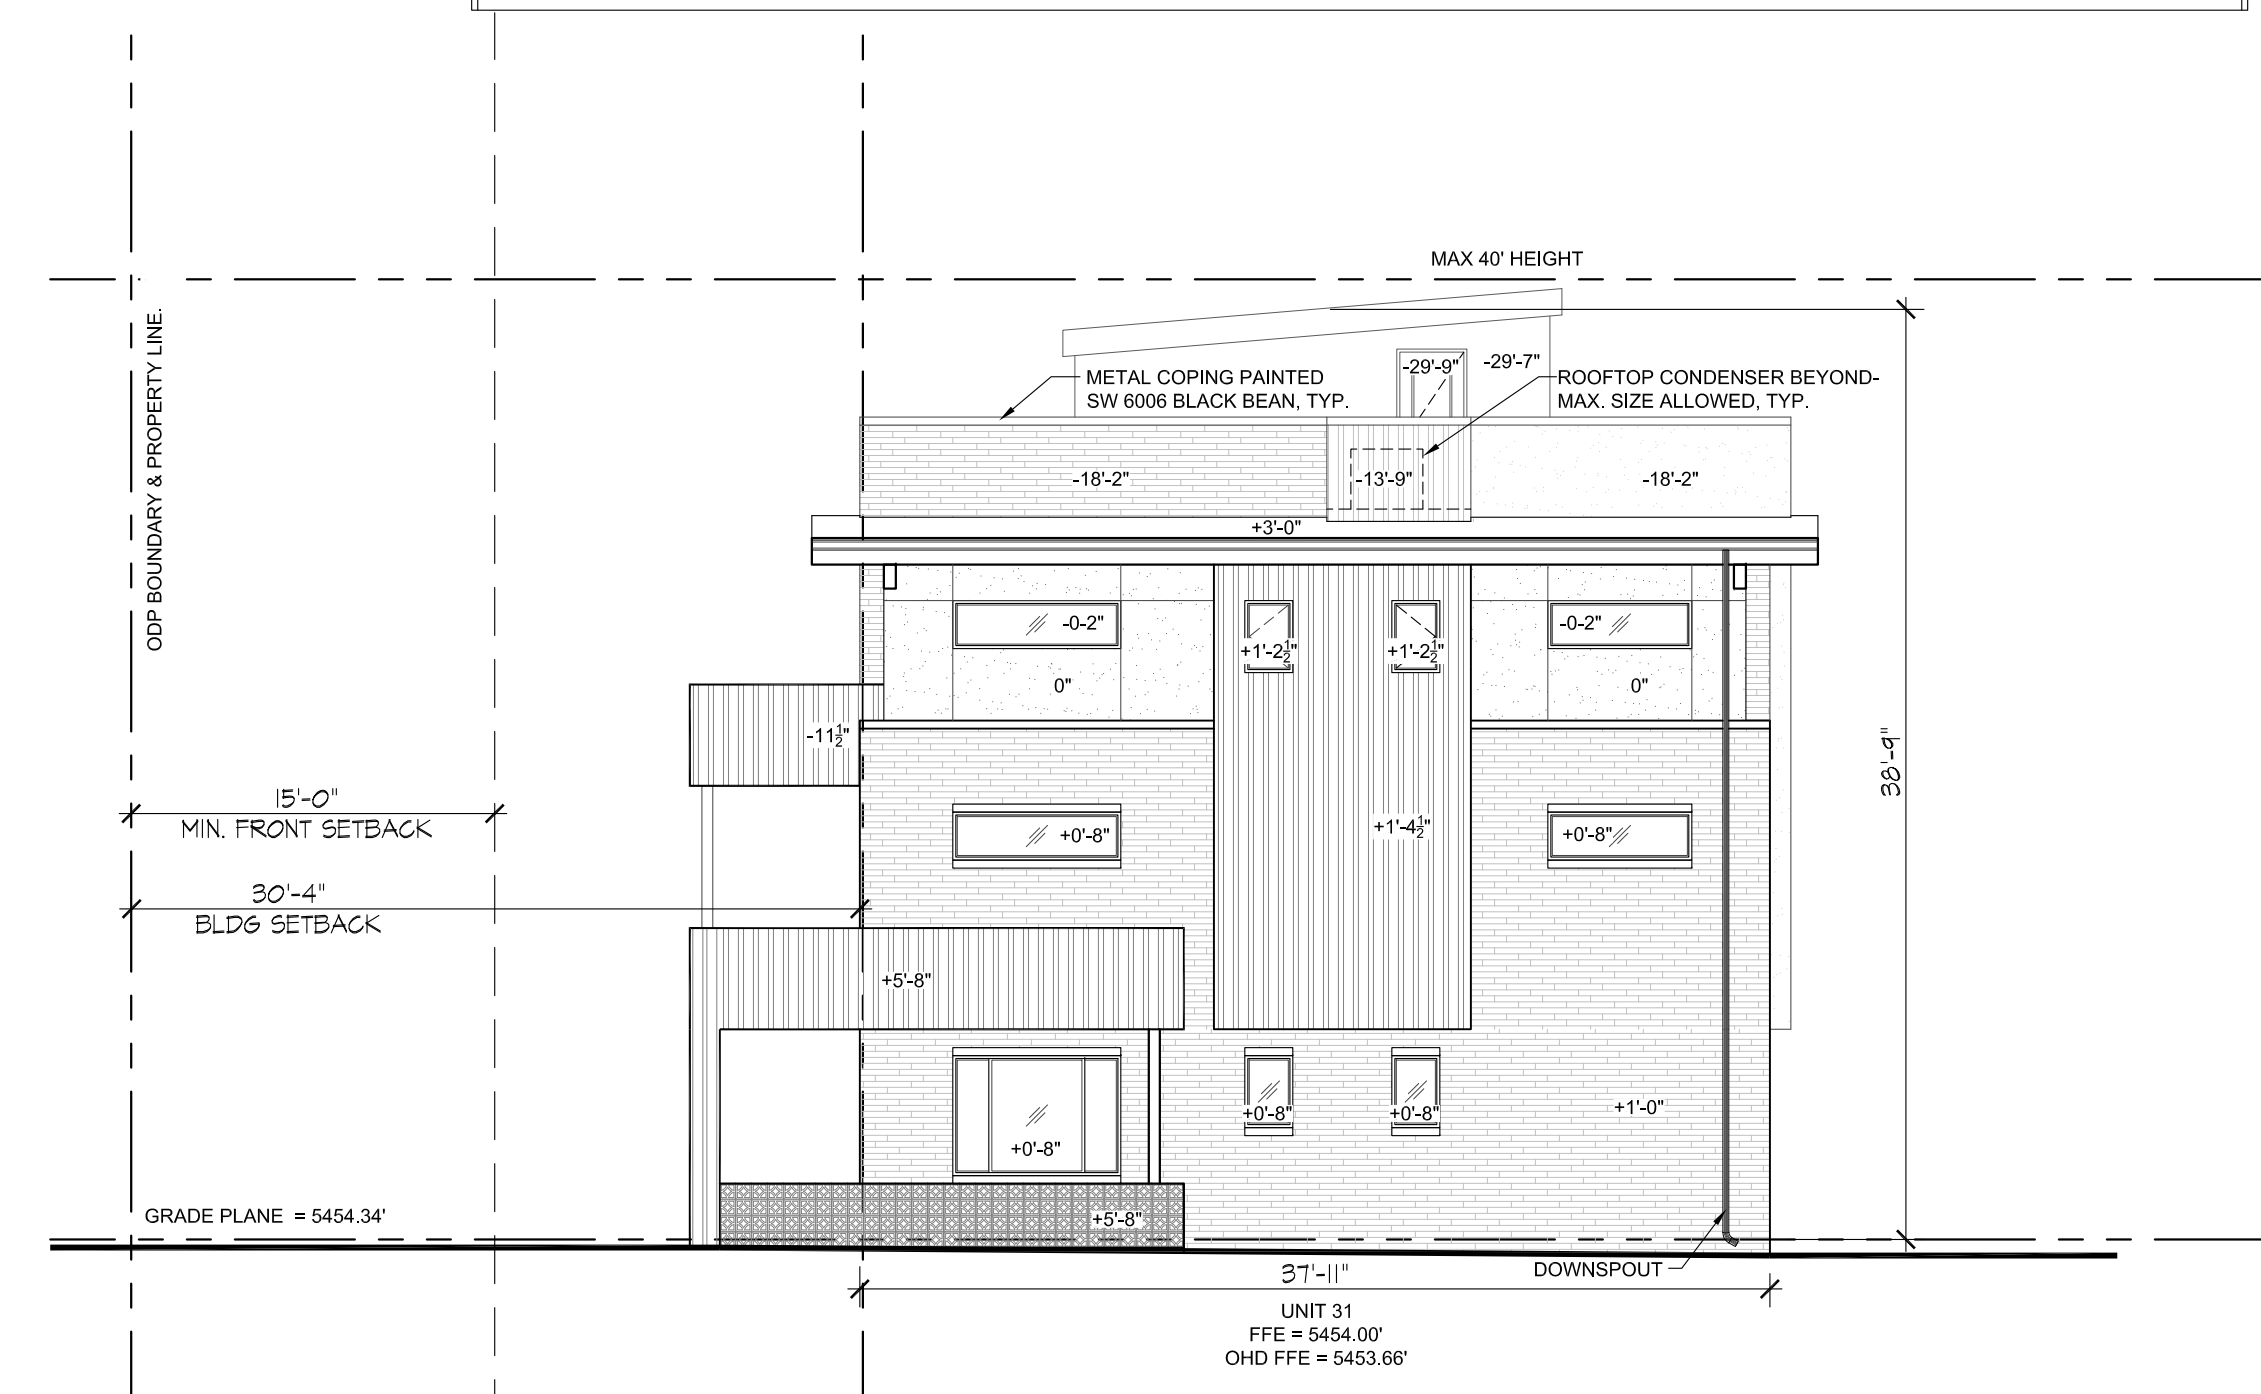 MAX 40' HEIGHT
ODP BOUNDARY & PROPERTY LINE.
METAL COPING PAINTED
SW 6006 BLACK BEAN, TYP.
-29'-9"
-29'-7"
ROOFTOP CONDENSER BEYOND-
MAX. SIZE ALLOWED, TYP.
-18'-2"
-13'-9"
-18'-2"
+3'-0"
-0-2"
+1'-2½"
+1'-2½"
-0-2"
0"
0"
-11½"
38'-9"
15'-0"
MIN. FRONT SETBACK
+0'-8"
+1'-4½"
+0'-8"
30'-4"
BLDG SETBACK
+5'-8"
+0'-8"
+0'-8"
+0'-8"
+1'-0"
GRADE PLANE = 5454.34'
+5'-8"
37'-11"
DOWNSPOUT
UNIT 31
FFE = 5454.00'
OHD FFE = 5453.66'